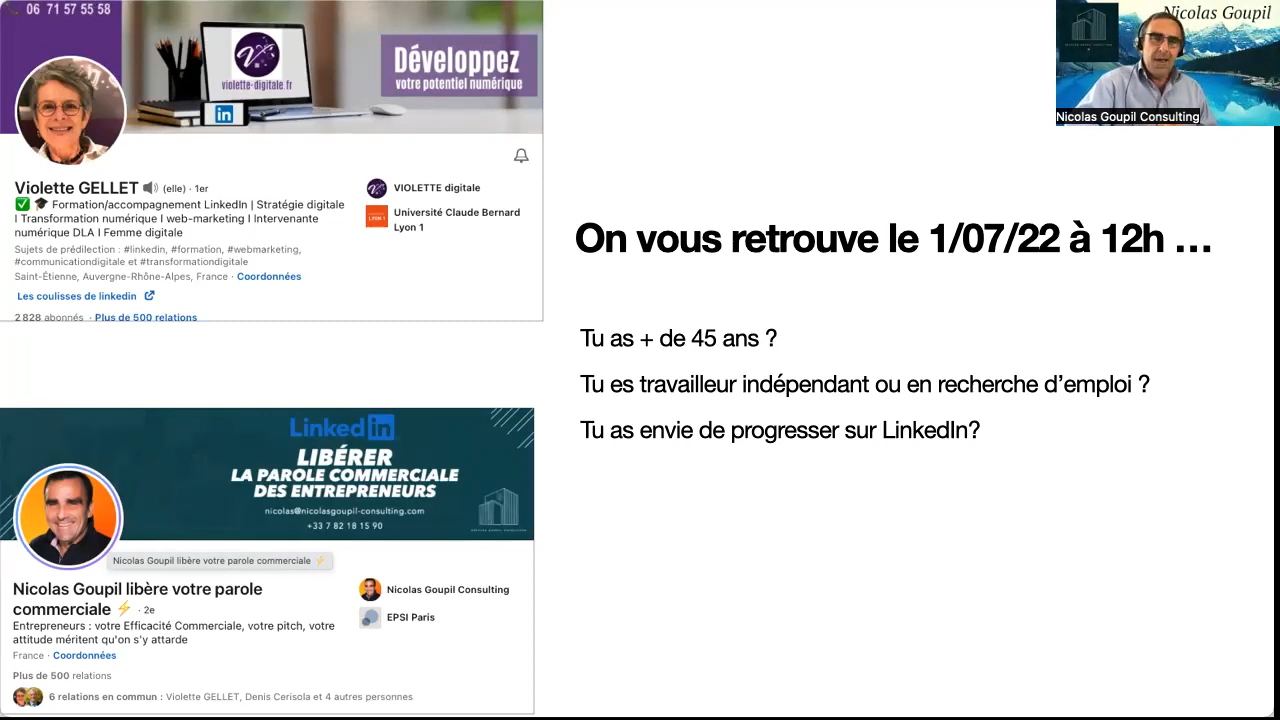 06 71 57 55 58
violette-digitale.fr
in
Développez
votre potentiel numérique
Violette GELLET (elle) · 1er
✅ 🎓 Formation/accompagnement LinkedIn | Stratégie digitale
I Transformation numérique I web-marketing I Intervenante
numérique DLA I Femme digitale
Sujets de prédilection : #linkedin, #formation, #webmarketing,
#communicationdigitale et #transformationdigitale
Saint-Étienne, Auvergne-Rhône-Alpes, France · Coordonnées
Les coulisses de linkedin
2 828 abonnés · Plus de 500 relations
VIOLETTE digitale
LYON 1
Université Claude Bernard
Lyon 1
Linkedin
LIBÉRER
LA PAROLE COMMERCIALE
DES ENTREPRENEURS
nicolas@nicolasgoupil-consulting.com
+33 7 82 18 15 90
Nicolas Goupil libère votre parole commerciale ⚡
Nicolas Goupil libère votre parole
commerciale ⚡ · 2e
Entrepreneurs : votre Efficacité Commerciale, votre pitch, votre
attitude méritent qu'on s'y attarde
France · Coordonnées
Plus de 500 relations
6 relations en commun : Violette GELLET, Denis Cerisola et 4 autres personnes
Nicolas Goupil Consulting
EPSI Paris
Nicolas Goupil
Nicolas Goupil Consulting
On vous retrouve le 1/07/22 à 12h ...
Tu as + de 45 ans ?
Tu es travailleur indépendant ou en recherche d’emploi ?
Tu as envie de progresser sur LinkedIn?